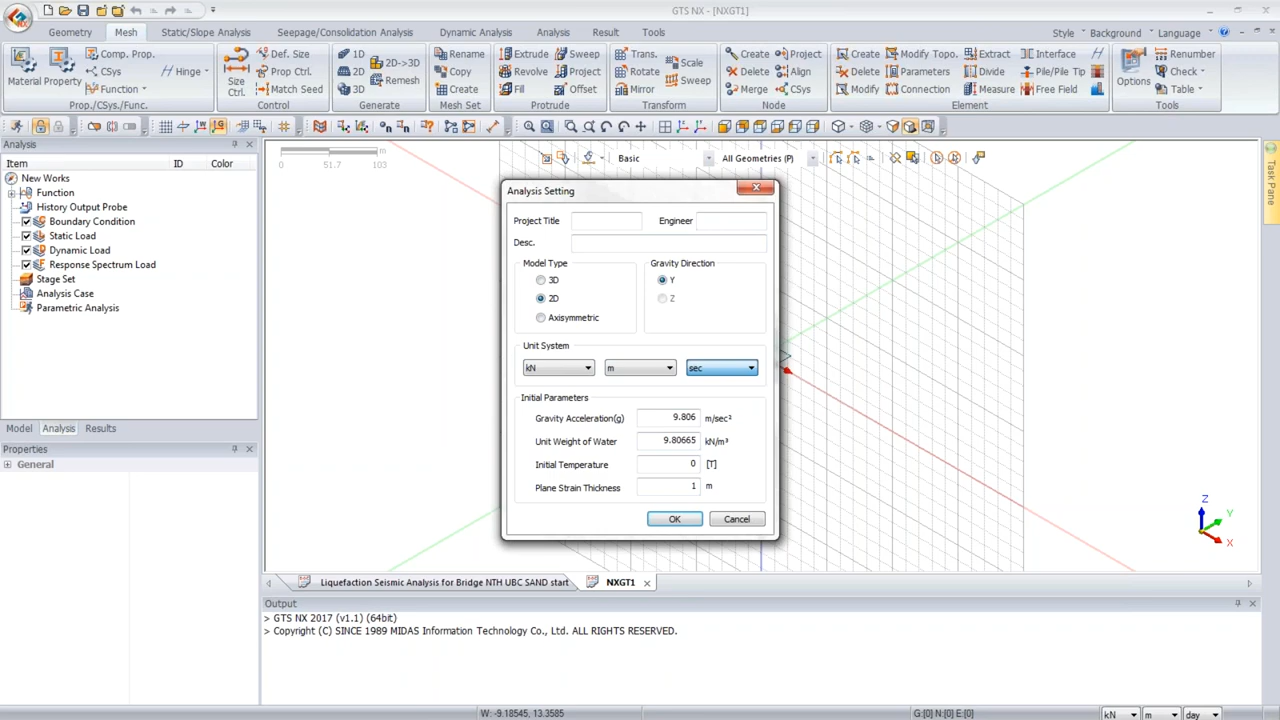 GTS NX - [NXGT1]
Geometry Mesh Static/Slope Analysis Seepage/Consolidation Analysis Dynamic Analysis Analysis Result Tools Style Background Language
Comp. Prop. Def. Size 1D Rename Extrude Sweep Trans. Create Project Create Modify Topo. Extract Interface Renumber
Material Property CSys Hinge Size Ctrl. Prop Ctrl. 2D 2D->3D Copy Revolve Project Rotate Scale Delete Align Delete Parameters Divide Pile/Pile Tip Options Check
Function Match Seed 3D Remesh Create Fill Offset Mirror Sweep Merge CSys Modify Connection Measure Free Field Table
Prop./CSys/Func. Control Generate Mesh Set Protrude Transform Node Element Tools
Analysis
Item ID Color
New Works
Function
History Output Probe
Boundary Condition
Static Load
Dynamic Load
Response Spectrum Load
Stage Set
Analysis Case
Parametric Analysis
Model Analysis Results
Properties
General
m
0 51.7 103
Basic All Geometries (P)
Task Pane
Analysis Setting
Project Title Engineer
Desc.
Model Type Gravity Direction
3D Y
2D Z
Axisymmetric
Unit System
kN m sec
Initial Parameters
Gravity Acceleration(g) 9.806 m/sec²
Unit Weight of Water 9.80665 kN/m³
Initial Temperature 0 [T]
Plane Strain Thickness 1 m
OK Cancel
Z
Y
X
Liquefaction Seismic Analysis for Bridge NTH UBC SAND start NXGT1
Output
> GTS NX 2017 (v1.1) (64bit)
> Copyright (C) SINCE 1989 MIDAS Information Technology Co., Ltd. ALL RIGHTS RESERVED.
W: -9.18545, 13.3585 G:[0] N:[0] E:[0] kN m day